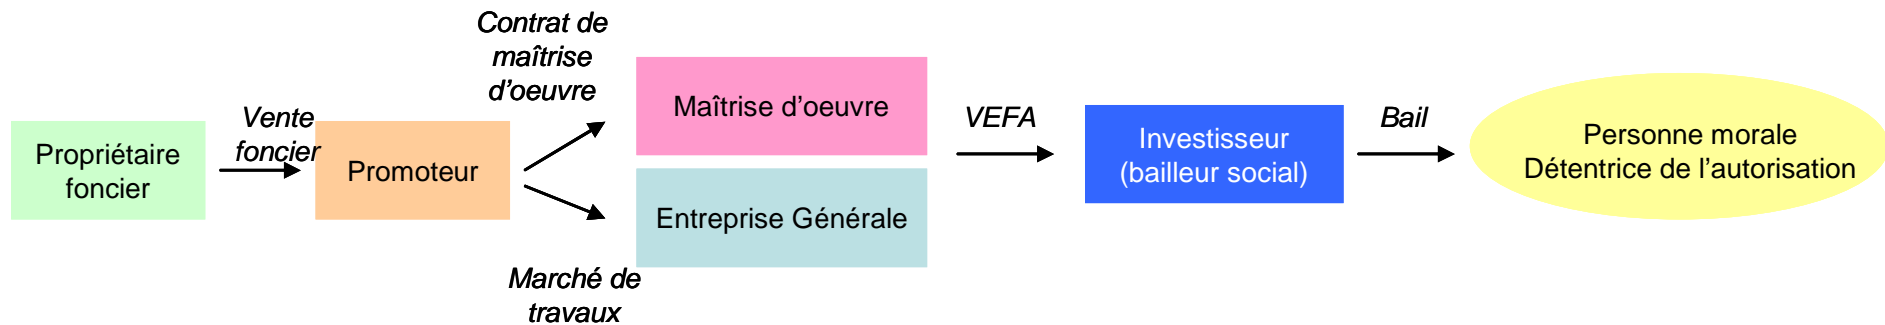 Propriétaire
foncier
Vente
foncier
Promoteur
Contrat de
maîtrise
d'oeuvre
Marché de
travaux
Maîtrise d'oeuvre
Entreprise Générale
VEFA
Investisseur
(bailleur social)
Bail
Personne morale
Détentrice de l'autorisation